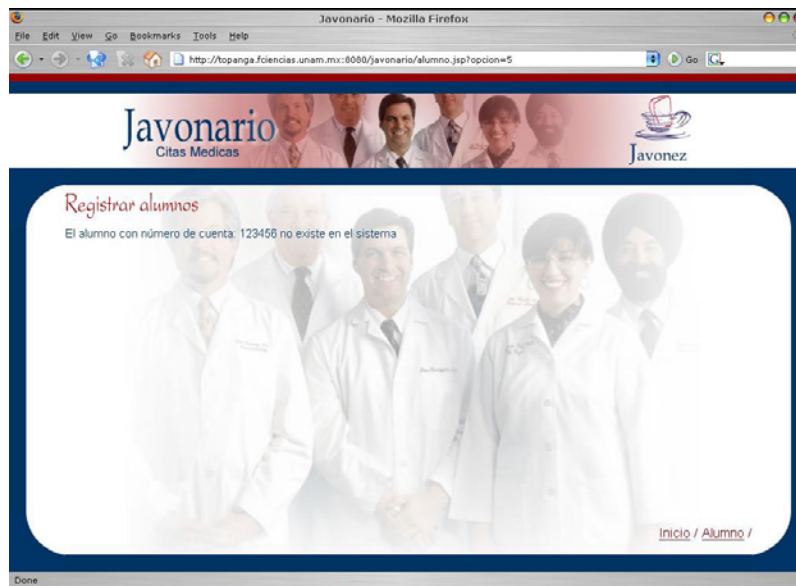 Javonario - Mozilla Firefox
File Edit View Go Bookmarks Tools Help
http://topanga.fciencias.unam.mx:8080/javonario/alumno.jsp?opcion=5
Go
Javonario
Citas Medicas
Javonez
Registrar alumnos
El alumno con número de cuenta: 123456 no existe en el sistema
Inicio / Alumno /
Done